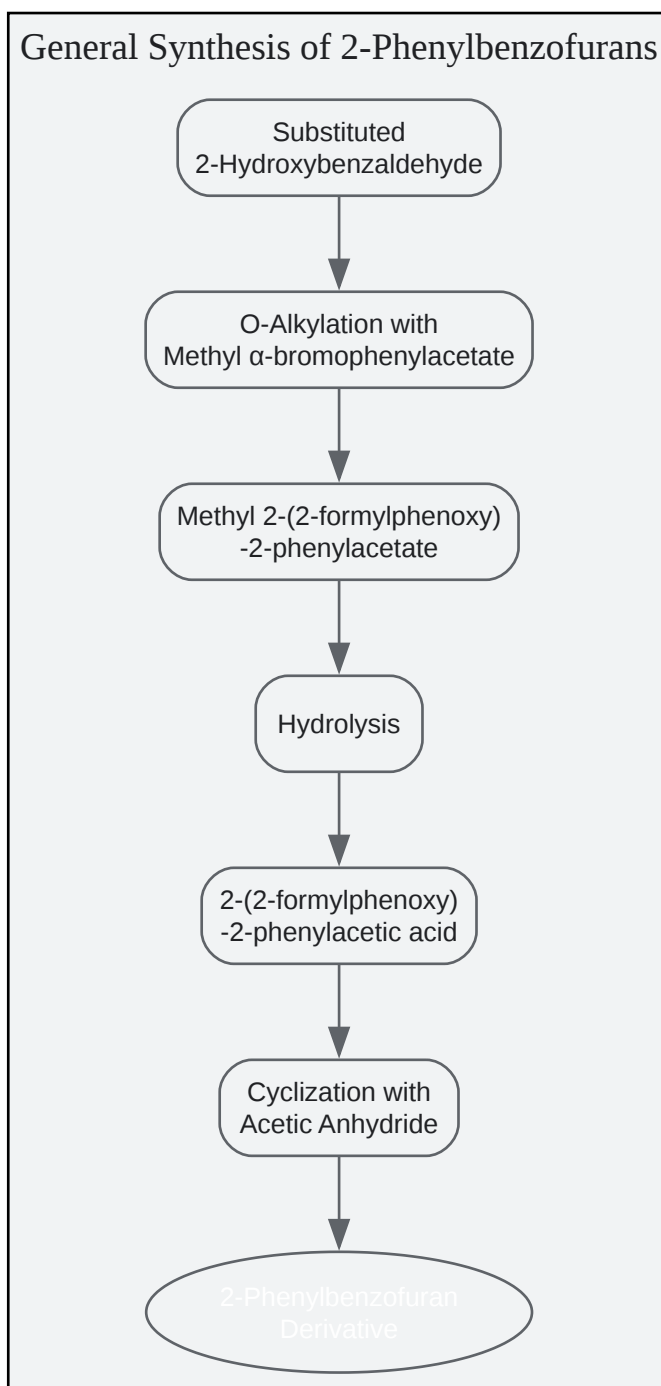 General Synthesis of 2-Phenylbenzofurans
Substituted
2-Hydroxybenzaldehyde
O-Alkylation with
Methyl α-bromophenylacetate
Methyl 2-(2-formylphenoxy)
-2-phenylacetate
Hydrolysis
2-(2-formylphenoxy)
-2-phenylacetic acid
Cyclization with
Acetic Anhydride
2-Phenylbenzofuran
Derivative